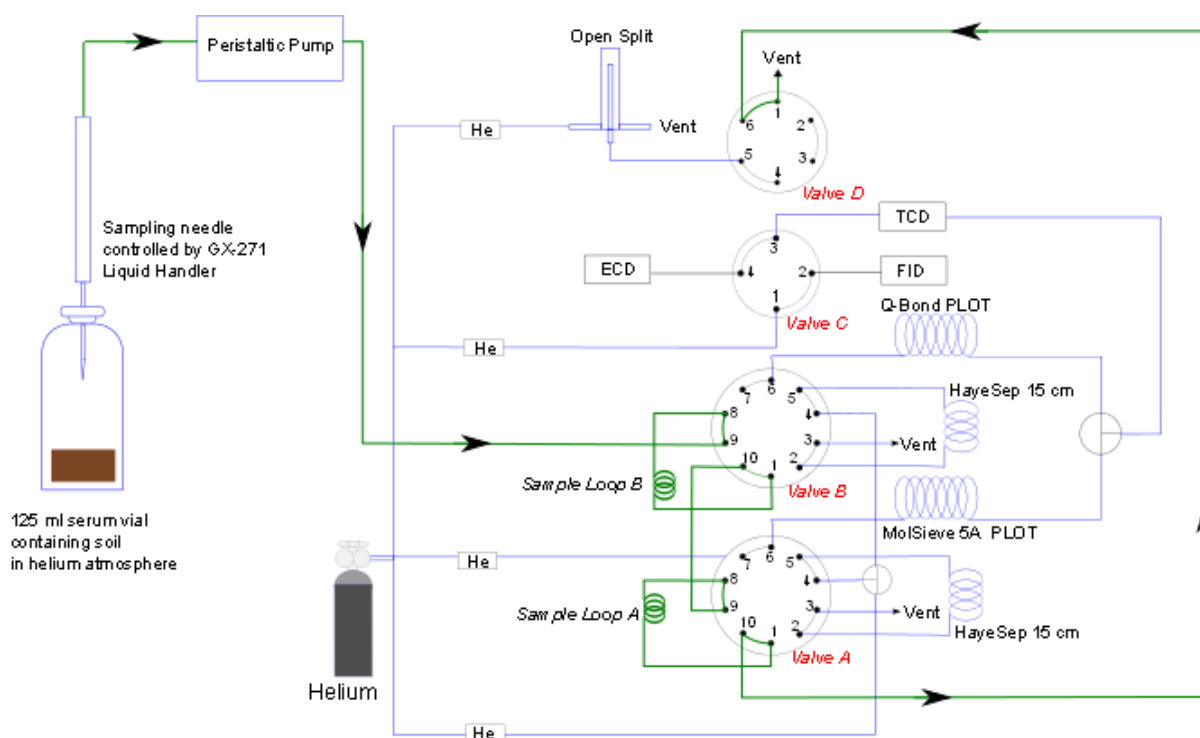 Peristaltic Pump
Open Split
Vent
He
Vent
1
6
2
5
3
4
Valve D
Sampling needle
controlled by GX-271
Liquid Handler
TCD
3
ECD
4
2
FID
1
Valve C
Q-Bond PLOT
He
6
7
5
HayeSep 15 cm
8
4
9
3
Vent
10
1
2
Sample Loop B
Valve B
MolSieve 5A PLOT
125 ml serum vial
containing soil
in helium atmosphere
He
6
7
5
8
4
Sample Loop A
9
3
Vent
10
1
2
HayeSep 15 cm
Valve A
Helium
He